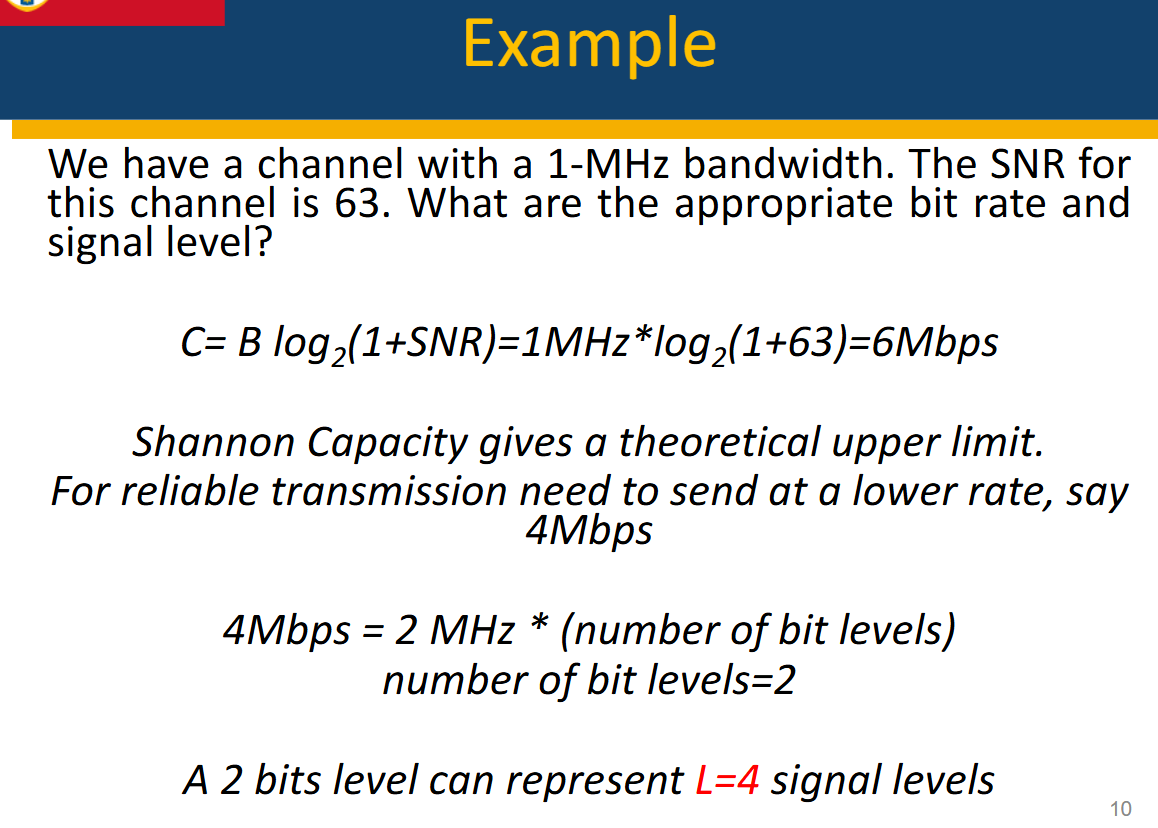 Example
We have a channel with a 1-MHz bandwidth. The SNR for
this channel is 63. What are the appropriate bit rate and
signal level?
C= B log₂(1+SNR)=1MHz*log₂(1+63)=6Mbps
Shannon Capacity gives a theoretical upper limit.
For reliable transmission need to send at a lower rate, say
4Mbps
4Mbps = 2 MHz * (number of bit levels)
number of bit levels=2
A 2 bits level can represent L=4 signal levels
10